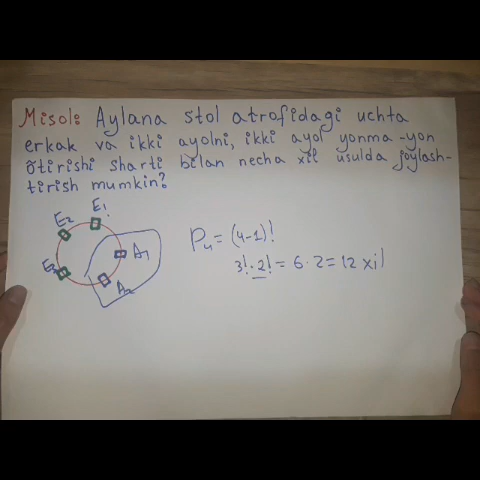 Misol: Aylana stol atrofidagi uchta
erkak va ikki ayolni, ikki ayol yonma-yon
õtirishi sharti bilan necha xil usulda joylash-
tirish mumkin?
E1
E2
E3
A1
A2
P4 = (4-1)!
3!·2! = 6·2 = 12 xil